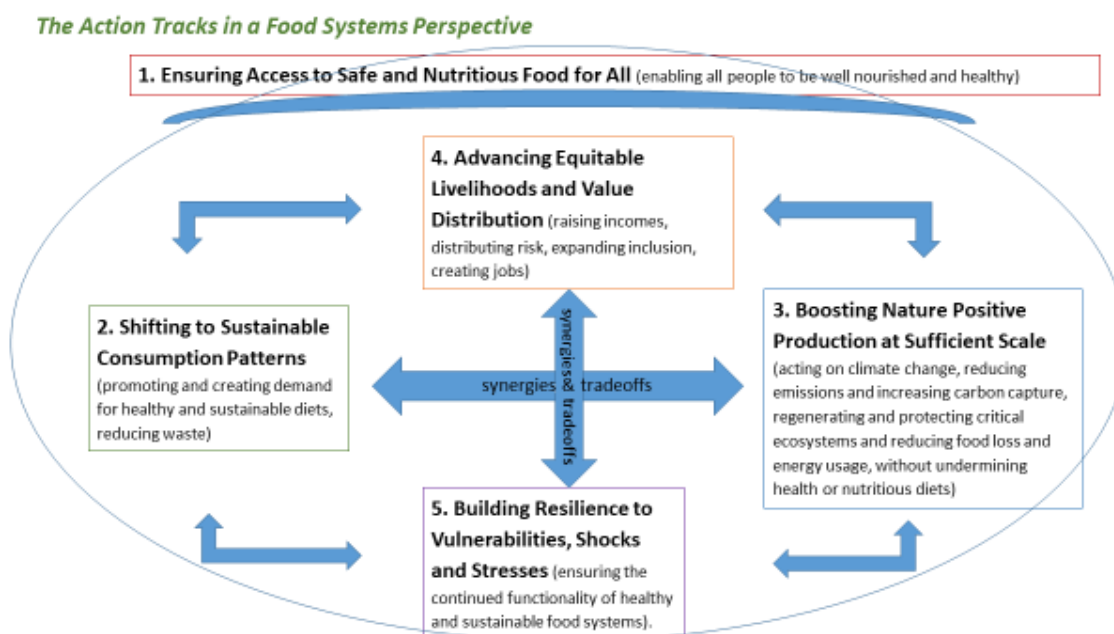 The Action Tracks in a Food Systems Perspective
1. Ensuring Access to Safe and Nutritious Food for All (enabling all people to be well nourished and healthy)
4. Advancing Equitable
Livelihoods and Value
Distribution (raising incomes,
distributing risk, expanding inclusion,
creating jobs)
2. Shifting to Sustainable
Consumption Patterns
(promoting and creating demand
for healthy and sustainable diets,
reducing waste)
synergies & tradeoffs
synergies & tradeoffs
3. Boosting Nature Positive
Production at Sufficient Scale
(acting on climate change, reducing
emissions and increasing carbon capture,
regenerating and protecting critical
ecosystems and reducing food loss and
energy usage, without undermining
health or nutritious diets)
5. Building Resilience to
Vulnerabilities, Shocks
and Stresses (ensuring the
continued functionality of healthy
and sustainable food systems).